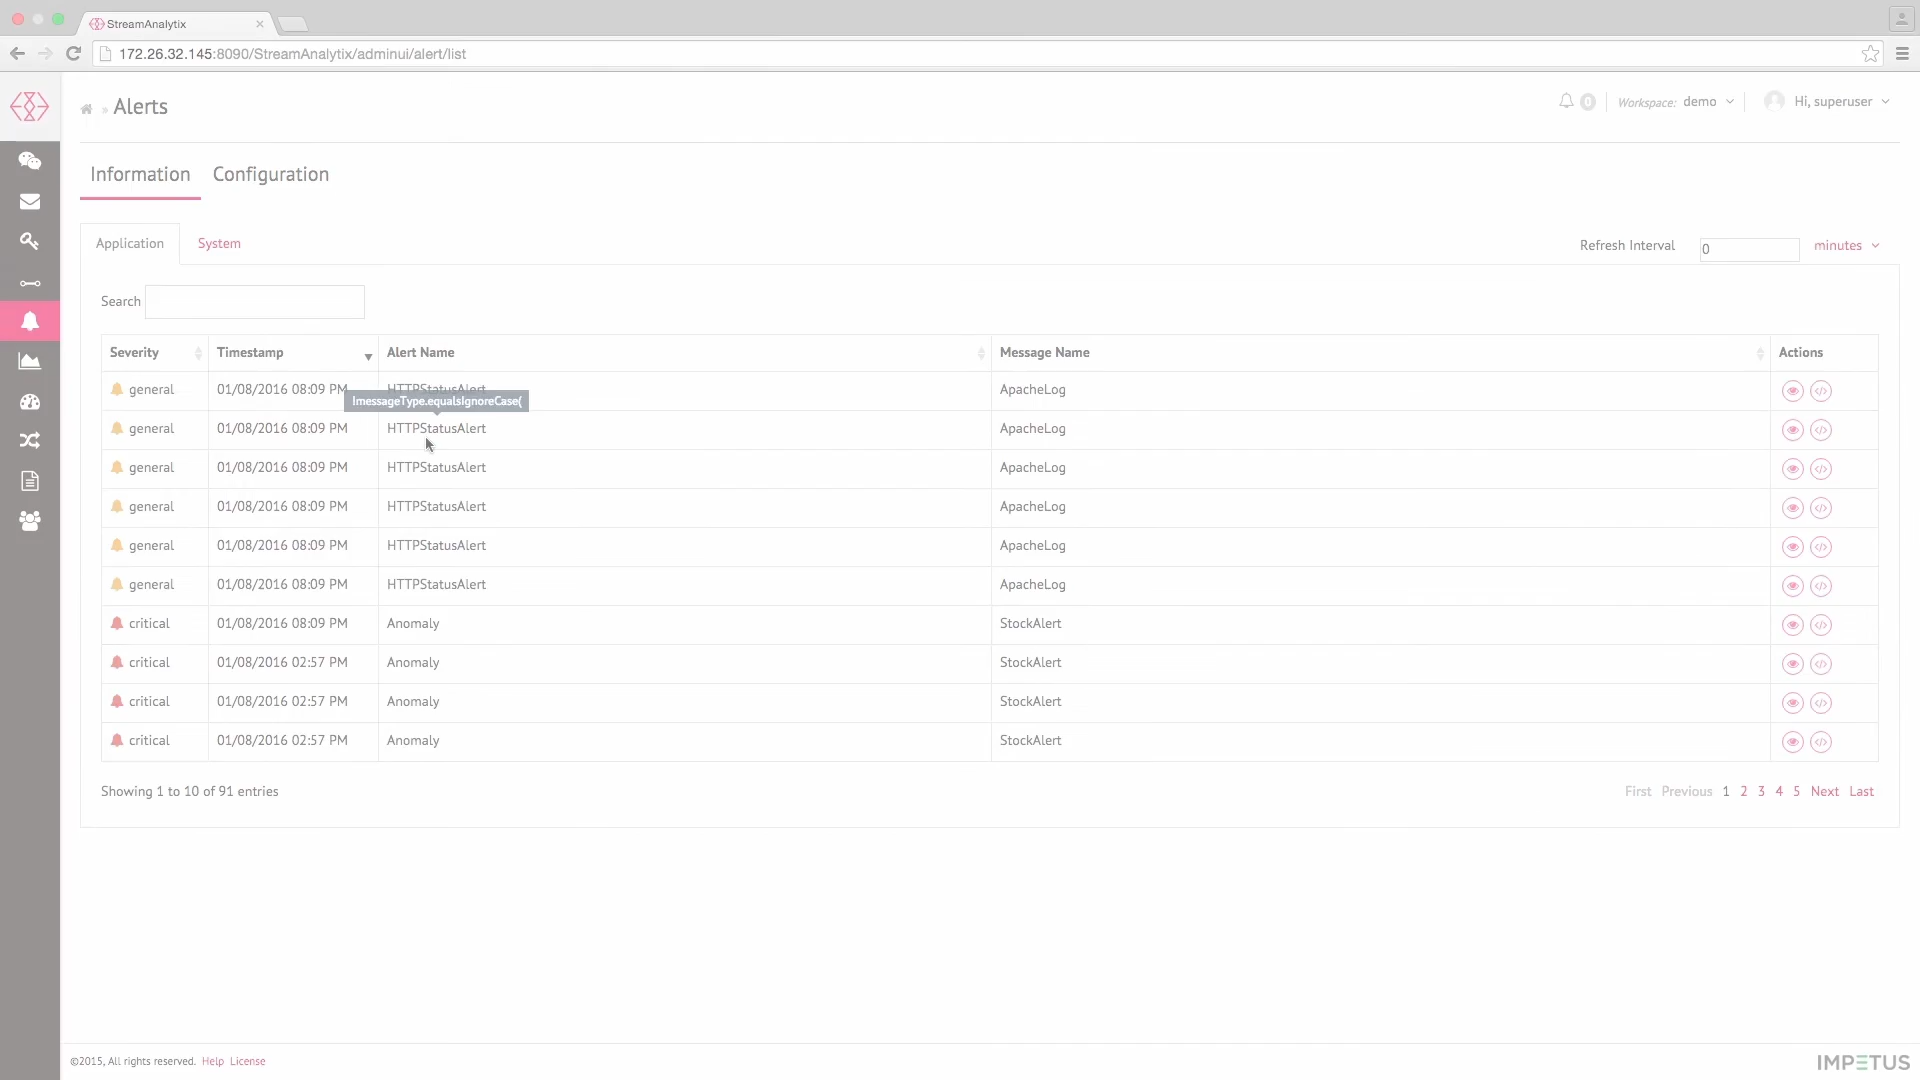 StreamAnalytix
172.26.32.145:8090/StreamAnalytix/adminui/alert/list
» Alerts
0 Workspace: demo Hi, superuser
Information Configuration
Application System Refresh Interval 0 minutes
Search
Severity Timestamp Alert Name Message Name Actions
general 01/08/2016 08:09 PM HTTPStatusAlert ApacheLog
!messageType.equalsIgnoreCase(
general 01/08/2016 08:09 PM HTTPStatusAlert ApacheLog
general 01/08/2016 08:09 PM HTTPStatusAlert ApacheLog
general 01/08/2016 08:09 PM HTTPStatusAlert ApacheLog
general 01/08/2016 08:09 PM HTTPStatusAlert ApacheLog
general 01/08/2016 08:09 PM HTTPStatusAlert ApacheLog
critical 01/08/2016 08:09 PM Anomaly StockAlert
critical 01/08/2016 02:57 PM Anomaly StockAlert
critical 01/08/2016 02:57 PM Anomaly StockAlert
critical 01/08/2016 02:57 PM Anomaly StockAlert
Showing 1 to 10 of 91 entries First Previous 1 2 3 4 5 Next Last
©2015, All rights reserved. Help License IMPETUS